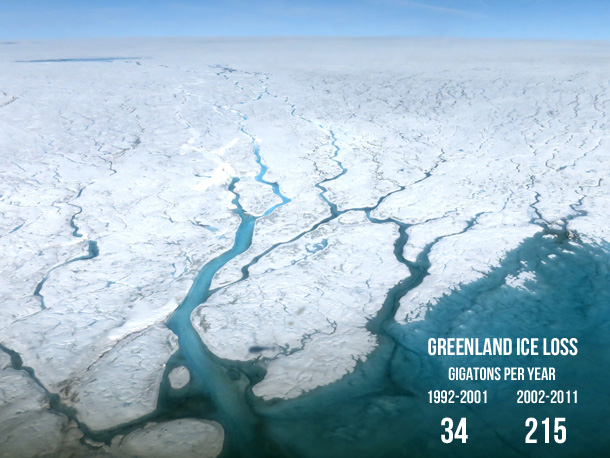 GREENLAND ICE LOSS
GIGATONS PER YEAR
1992-2001 2002-2011
34 215